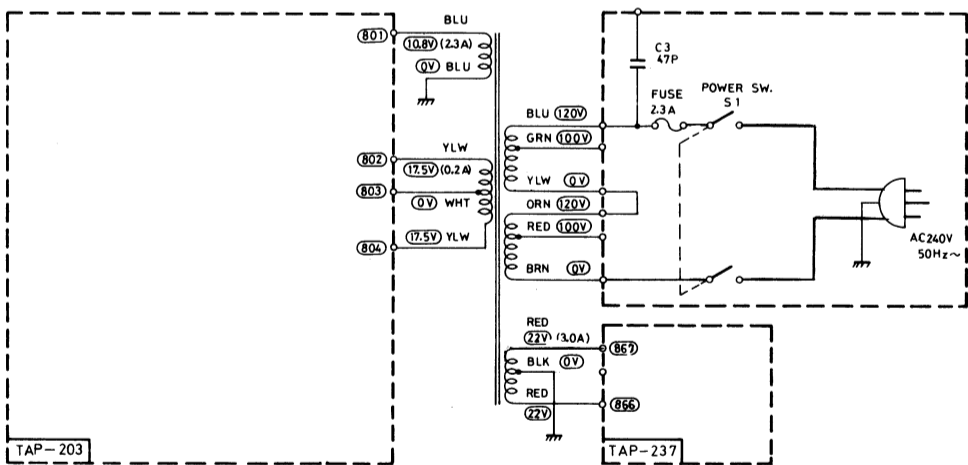 BLU
801
10.8V (2.3A)
0V BLU
YLW
802
17.5V (0.2A)
803
0V WHT
804
17.5V YLW
TAP-203
C3
47P
FUSE
2.3A
POWER SW.
S1
BLU 120V
GRN 100V
YLW 0V
ORN 120V
RED 100V
BRN 0V
AC240V
50Hz~
RED
22V (3.0A)
867
BLK 0V
RED
866
22V
TAP-237